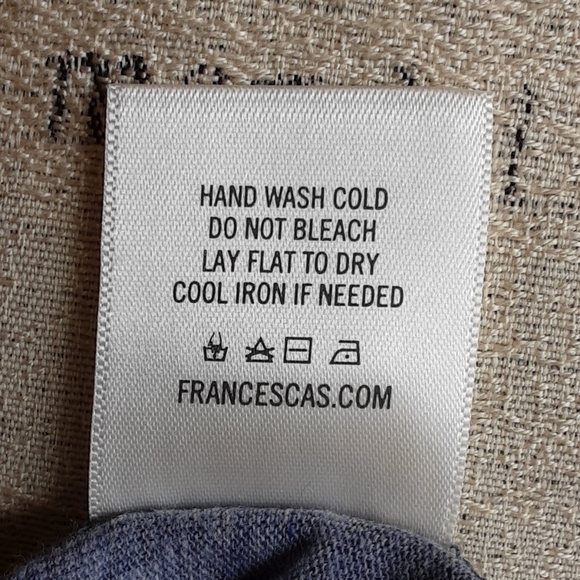 HAND WASH COLD
DO NOT BLEACH
LAY FLAT TO DRY
COOL IRON IF NEEDED
FRANCESCAS.COM